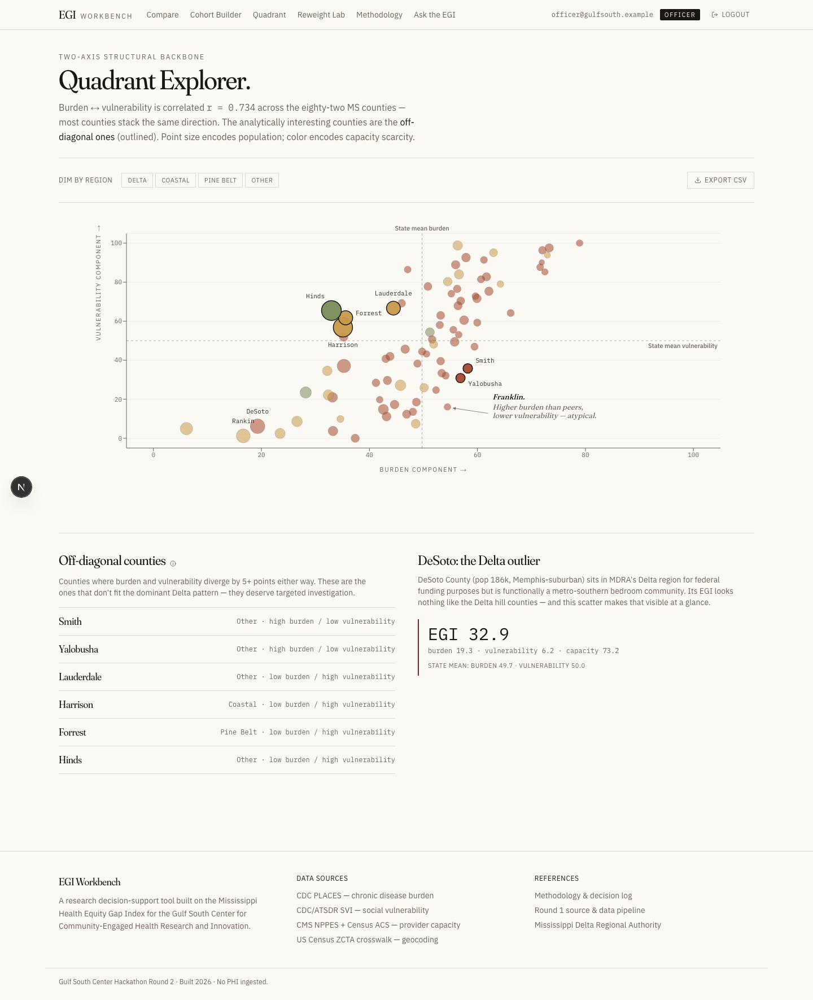 EGI WORKBENCH Compare Cohort Builder Quadrant Reweight Lab Methodology Ask the EGI officer@gulfsouth.example OFFICER LOGOUT
TWO-AXIS STRUCTURAL BACKBONE
Quadrant Explorer.
Burden ↔ vulnerability is correlated r = 0.734 across the eighty-two MS counties —
most counties stack the same direction. The analytically interesting counties are the off-
diagonal ones (outlined). Point size encodes population; color encodes capacity scarcity.
DIM BY REGION DELTA COASTAL PINE BELT OTHER EXPORT CSV
VULNERABILITY COMPONENT →
State mean burden
100
80
60
40
20
0
Hinds
Lauderdale
Forrest
Harrison
State mean vulnerability
Smith
Yalobusha
Franklin.
Higher burden than peers,
lower vulnerability — atypical.
DeSoto
Rankin
0 20 40 60 80 100
BURDEN COMPONENT →
N
Off-diagonal counties
Counties where burden and vulnerability diverge by 5+ points either way. These are the
ones that don't fit the dominant Delta pattern — they deserve targeted investigation.
Smith Other · high burden / low vulnerability
Yalobusha Other · high burden / low vulnerability
Lauderdale Other · low burden / high vulnerability
Harrison Coastal · low burden / high vulnerability
Forrest Pine Belt · low burden / high vulnerability
Hinds Other · low burden / high vulnerability
DeSoto: the Delta outlier
DeSoto County (pop 186k, Memphis-suburban) sits in MDRA's Delta region for federal
funding purposes but is functionally a metro-southern bedroom community. Its EGI looks
nothing like the Delta hill counties — and this scatter makes that visible at a glance.
EGI 32.9
burden 19.3 · vulnerability 6.2 · capacity 73.2
STATE MEAN: BURDEN 49.7 · VULNERABILITY 50.0
EGI Workbench
A research decision-support tool built on the Mississippi
Health Equity Gap Index for the Gulf South Center for
Community-Engaged Health Research and Innovation.
DATA SOURCES
CDC PLACES — chronic disease burden
CDC/ATSDR SVI — social vulnerability
CMS NPPES + Census ACS — provider capacity
US Census ZCTA crosswalk — geocoding
REFERENCES
Methodology & decision log
Round 1 source & data pipeline
Mississippi Delta Regional Authority
Gulf South Center Hackathon Round 2 · Built 2026 · No PHI ingested.